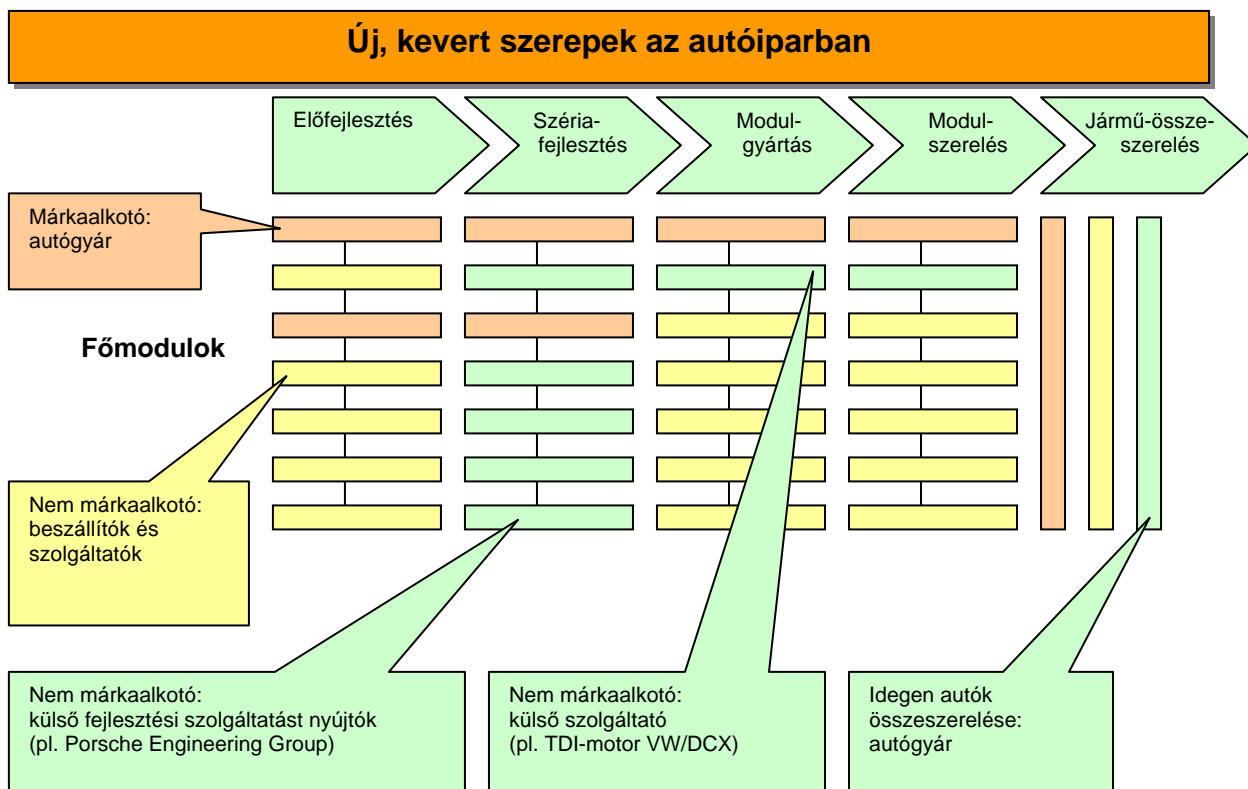 Új, kevert szerepek az autóiparban
Előfejlesztés
Széria-
fejlesztés
Modul-
gyártás
Modul-
szerelés
Jármű-össze-
szerelés
Márkaalkotó:
autógyár
Főmodulok
Nem márkaalkotó:
beszállítók és
szolgáltatók
Nem márkaalkotó:
külső fejlesztési szolgáltatást nyújtók
(pl. Porsche Engineering Group)
Nem márkaalkotó:
külső szolgáltató
(pl. TDI-motor VW/DCX)
Idegen autók
összeszerelése:
autógyár